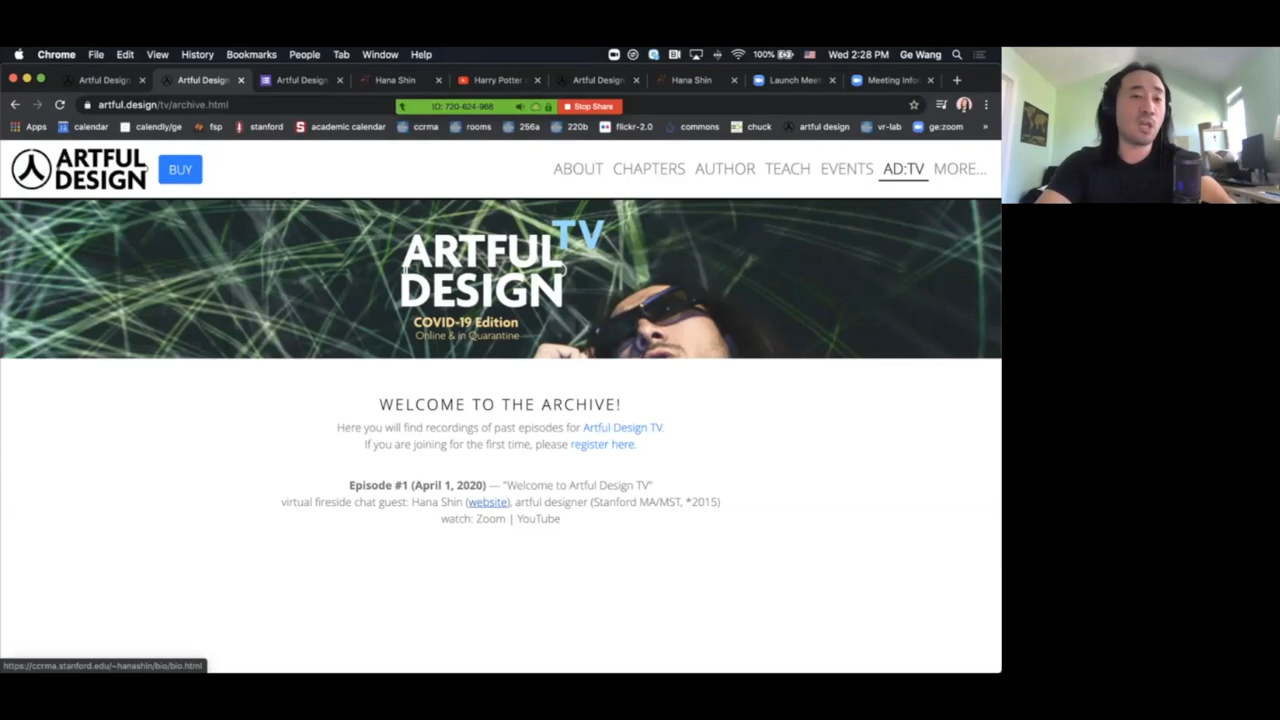 Chrome File Edit View History Bookmarks People Tab Window Help 100% Wed 2:28 PM Ge Wang
Artful Design Artful Design Artful Design Hana Shin Harry Potter Artful Design Hana Shin Launch Meet Meeting Info
artful.design/tv/archive.html ID: 720-624-968 Stop Share
Apps calendar calendly/ge fsp stanford academic calendar ccrma rooms 256a 220b flickr-2.0 commons chuck artful design vr-lab ge:zoom »
ARTFUL DESIGN BUY ABOUT CHAPTERS AUTHOR TEACH EVENTS AD:TV MORE...
ARTFUL TV
DESIGN
COVID-19 Edition
Online & in Quarantine
WELCOME TO THE ARCHIVE!
Here you will find recordings of past episodes for Artful Design TV.
If you are joining for the first time, please register here.
Episode #1 (April 1, 2020) — "Welcome to Artful Design TV"
virtual fireside chat guest: Hana Shin (website), artful designer (Stanford MA/MST, *2015)
watch: Zoom | YouTube
https://ccrma.stanford.edu/~hanashin/bio/bio.html